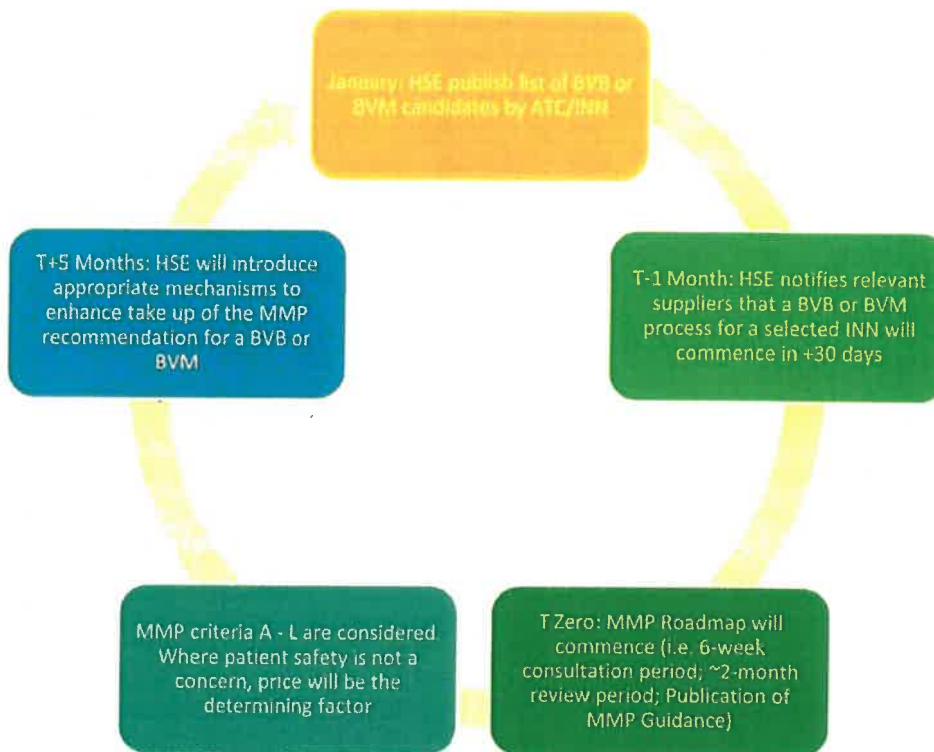 January: HSE publish list of BVB or
BVM candidates by ATC/INN
T-1 Month: HSE notifies relevant
suppliers that a BVB or BVM
process for a selected INN will
commence in +30 days
T Zero: MMP Roadmap will
commence (i.e. 6-week
consultation period; ~2-month
review period; Publication of
MMP Guidance)
MMP criteria A - L are considered
Where patient safety is not a
concern, price will be the
determining factor
T+5 Months: HSE will introduce
appropriate mechanisms to
enhance take up of the MMP
recommendation for a BVB or
BVM